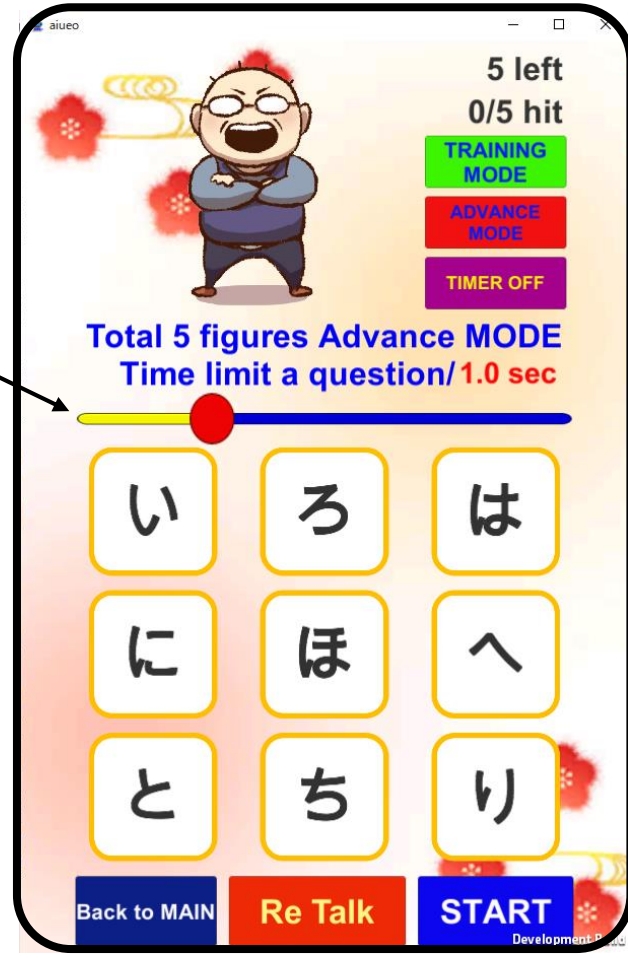 aiueo
5 left
0/5 hit
TRAINING
MODE
ADVANCE
MODE
TIMER OFF
Total 5 figures Advance MODE
Time limit a question/1.0 sec
い ろ は
に ほ へ
と ち り
Back to MAIN Re Talk START
Development